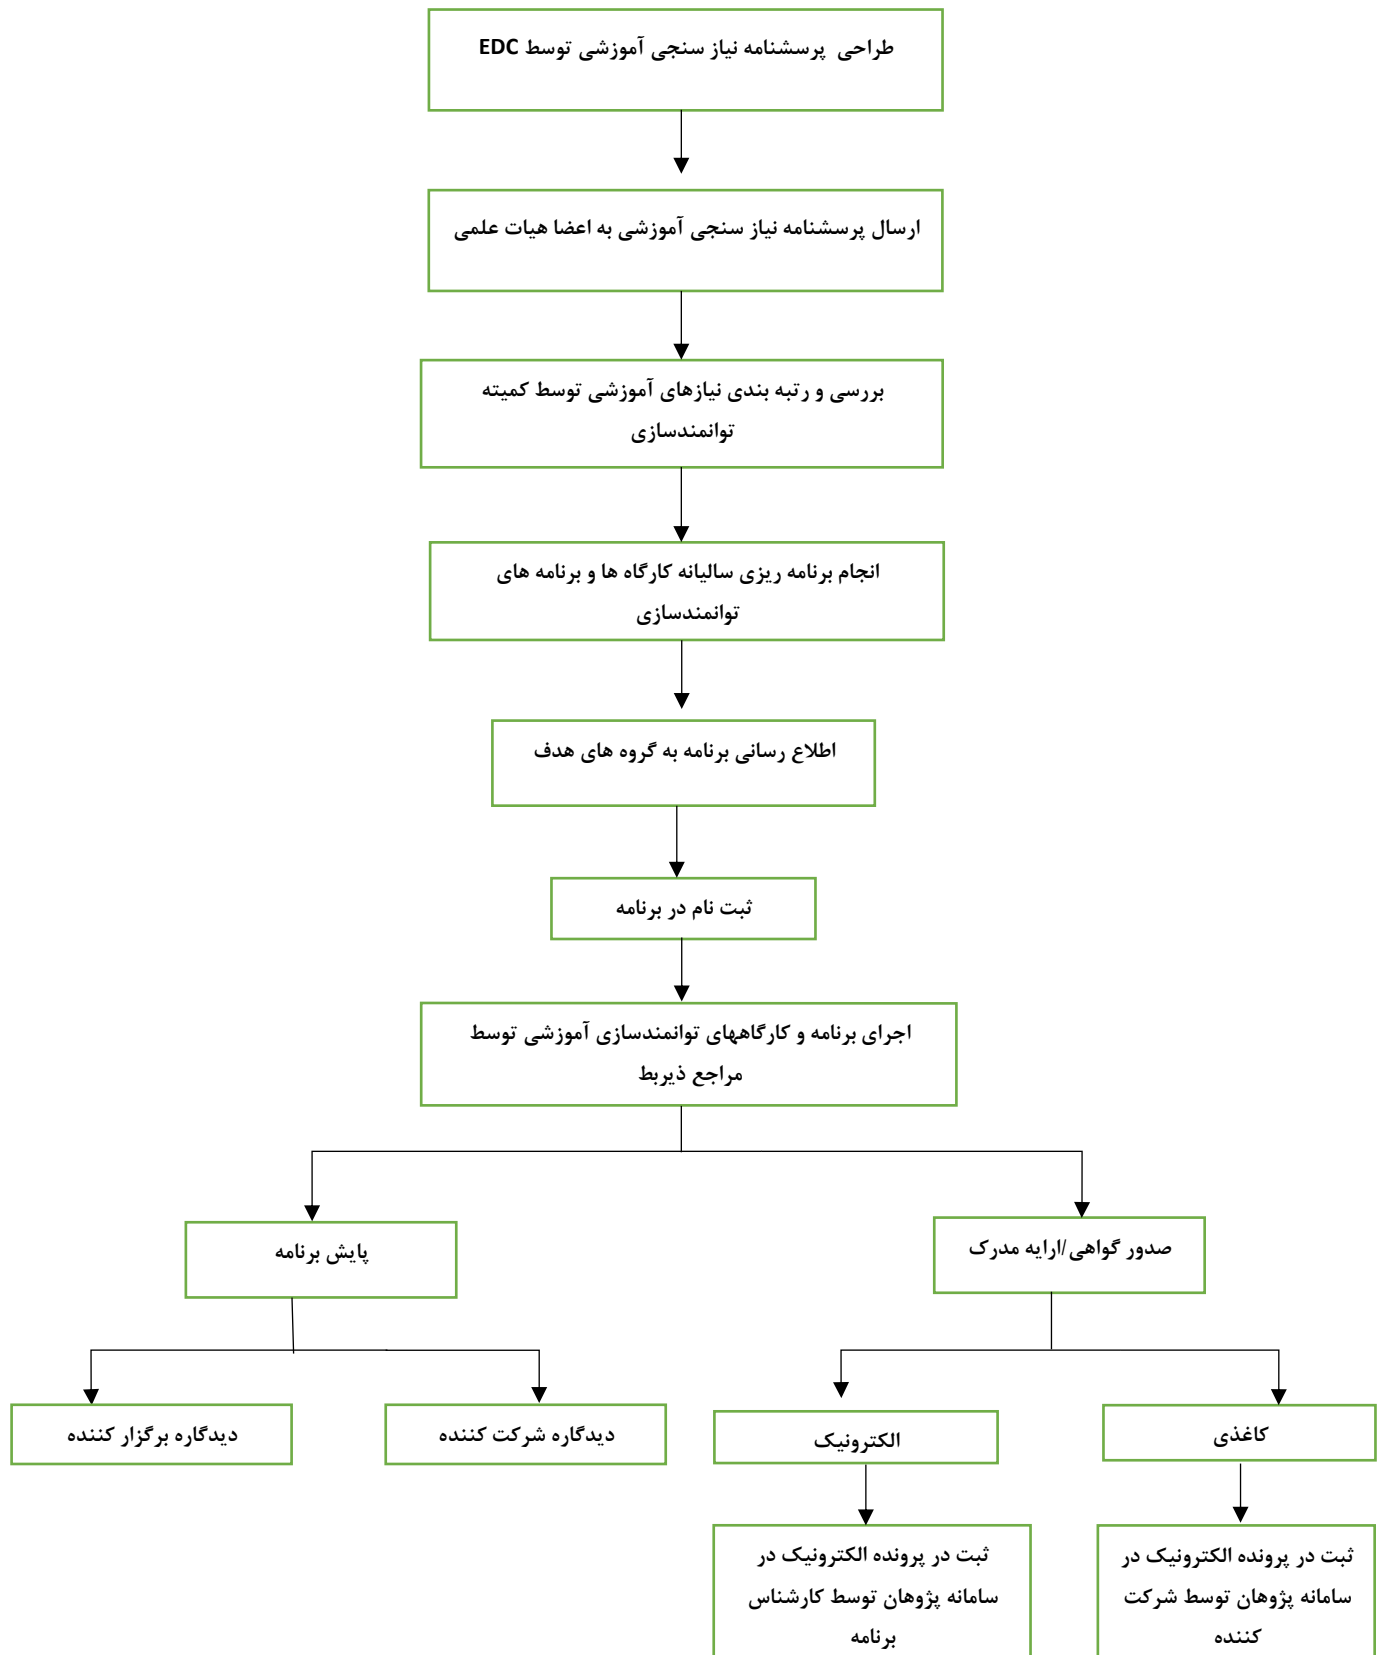 طراحی پرسشنامه نیاز سنجی آموزشی توسط EDC
ارسال پرسشنامه نیاز سنجی آموزشی به اعضا هیات علمی
بررسی و رتبه بندی نیازهای آموزشی توسط کمیته
توانمندسازی
انجام برنامه ریزی سالیانه کارگاه ها و برنامه های
توانمندسازی
اطلاع رسانی برنامه به گروه های هدف
ثبت نام در برنامه
اجرای برنامه و کارگاههای توانمندسازی آموزشی توسط
مراجع ذیربط
صدور گواهی/ارایه مدرک
پایش برنامه
کاغذی
الکترونیک
دیدگاره شرکت کننده
دیدگاره برگزار کننده
ثبت در پرونده الکترونیک در
سامانه پژوهان توسط شرکت
کننده
ثبت در پرونده الکترونیک در
سامانه پژوهان توسط کارشناس
برنامه